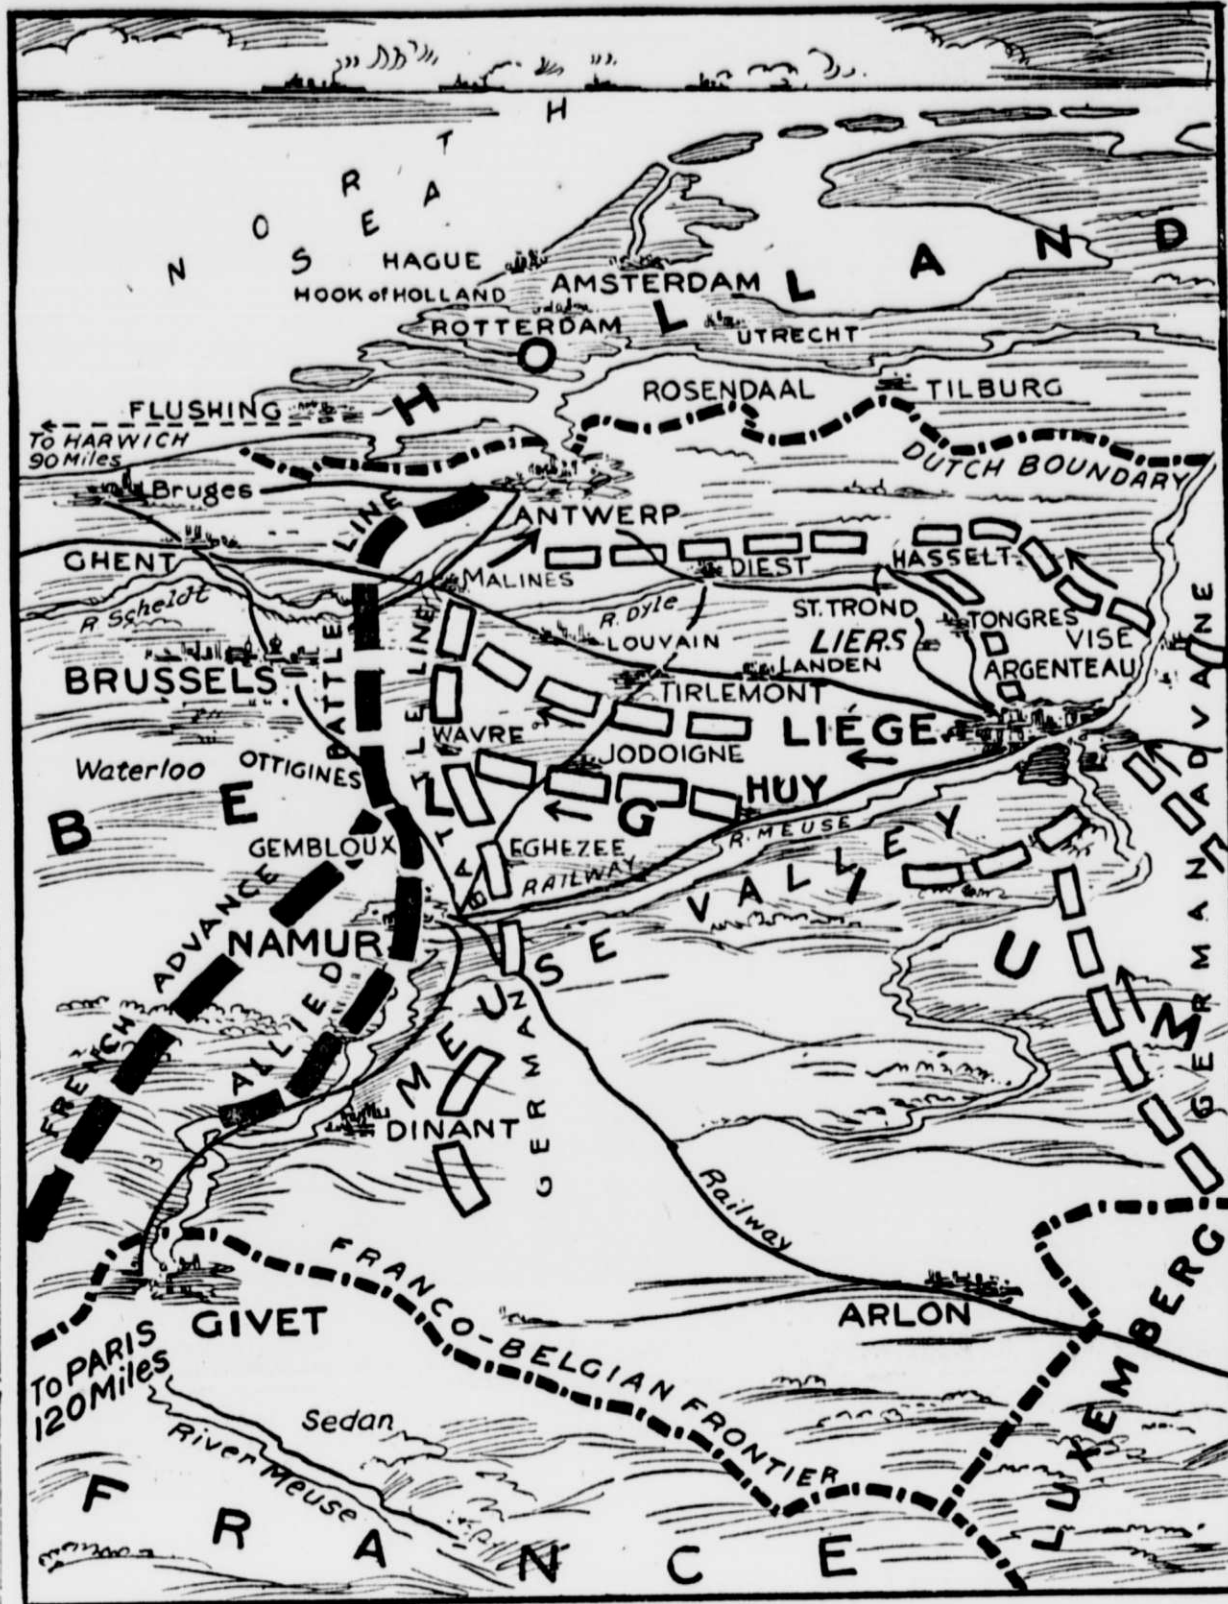 NORTH
SEA
HOLLAND
HAGUE
HOOK of HOLLAND
AMSTERDAM
ROTTERDAM
UTRECHT
ROSENDAAL
TILBURG
FLUSHING
TO HARWICH
90 Miles
DUTCH BOUNDARY
Bruges
ANTWERP
GHENT
MALINES
DIEST
HASSELT
R Scheldt
R. Dyle
ST. TROND
TONGRES
LOUVAIN
LIERS
VISE
LANDEN
ARGENTEAU
BRUSSELS
TIRLEMONT
WAVRE
LIÉGE
JODOIGNE
Waterloo
OTTIGINES
HUY
BELGIUM
R. MEUSE
GEMBLOUX
EGHEZEE
RAILWAY
MEUSE VALLEY
NAMUR
FRENCH ADVANCE
ALLIED BATTLE LINE
GERMAN BATTLE LINE
GERMAN ADVANE
DINANT
Railway
FRANCO-BELGIAN FRONTIER
GIVET
ARLON
LUXEMBERG
TO PARIS
120 Miles
Sedan
River Meuse
FRANCE